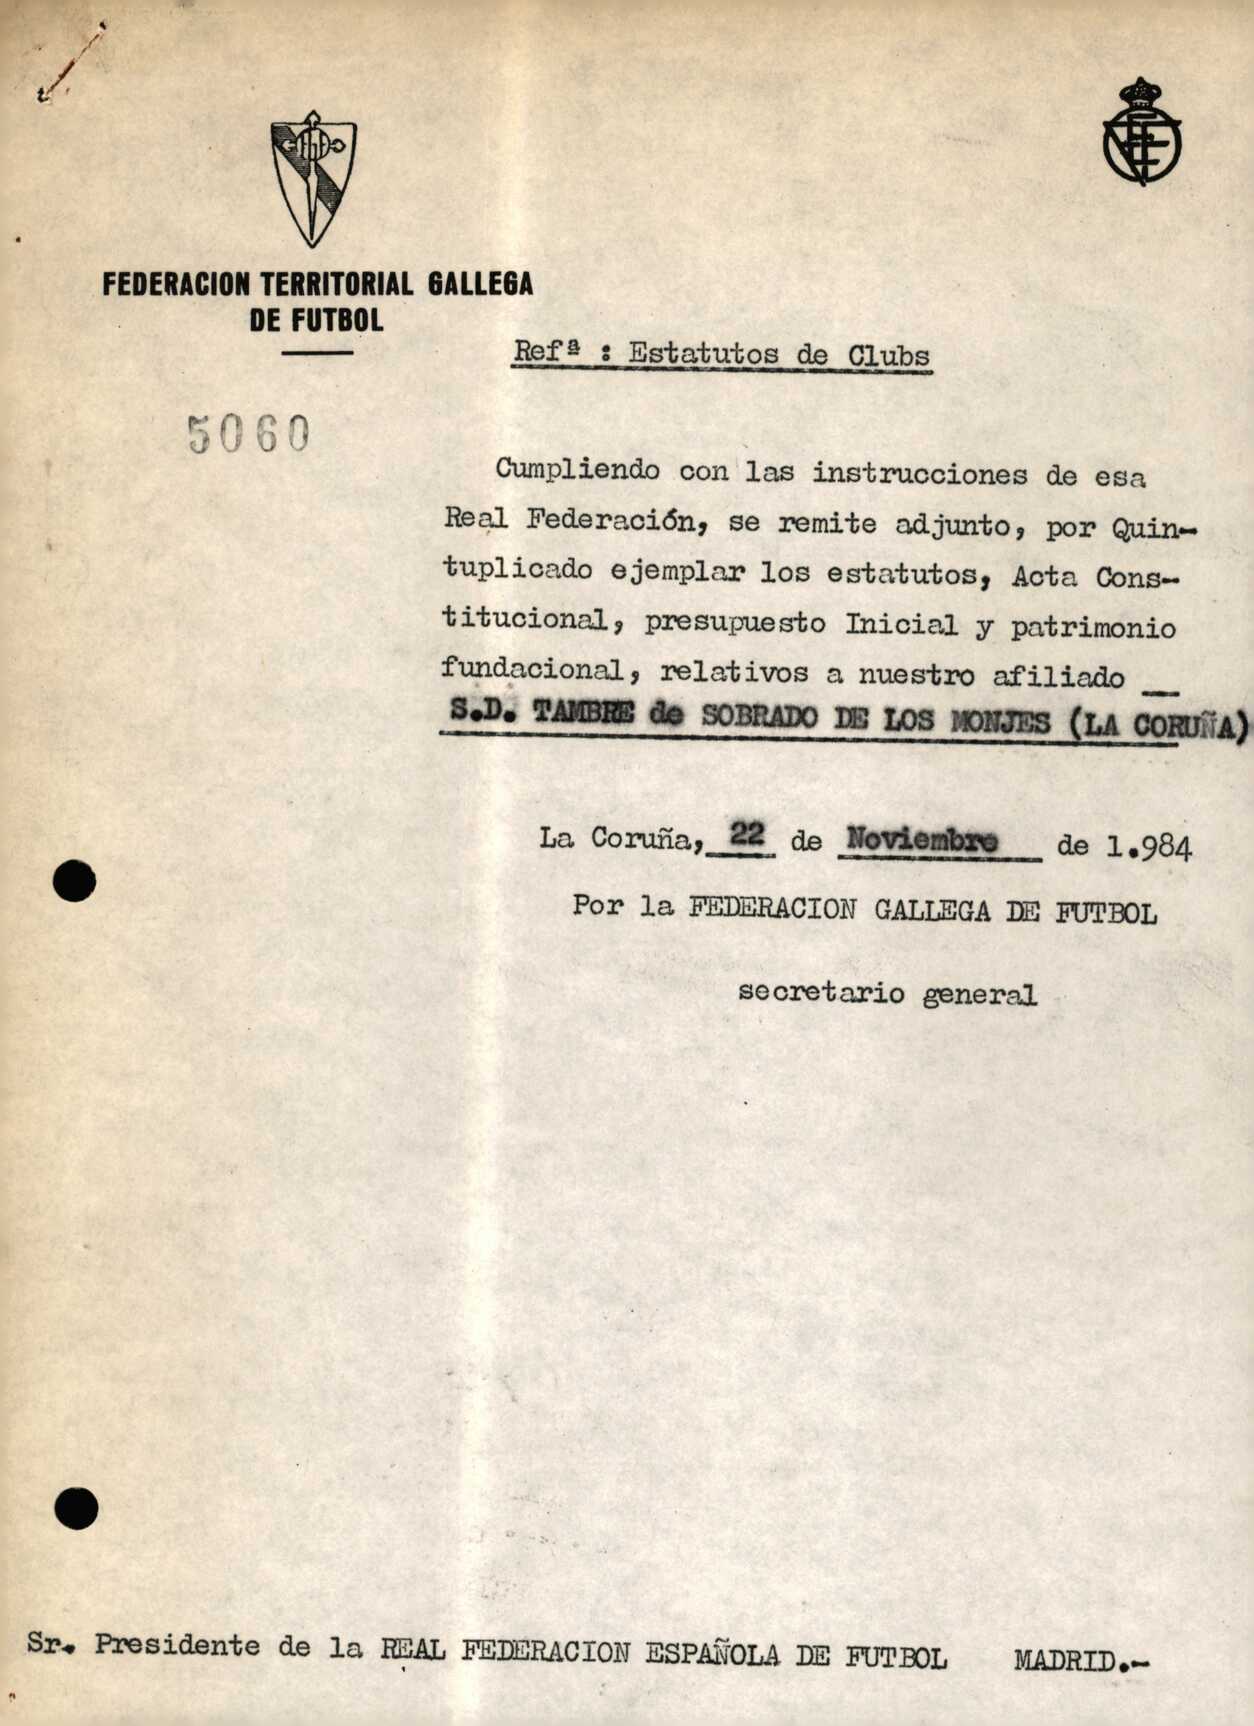 FEDERACION TERRITORIAL GALLEGA
DE FUTBOL
Refª : Estatutos de Clubs
5060
Cumpliendo con las instrucciones de esa
Real Federación, se remite adjunto, por Quin-
tuplicado ejemplar los estatutos, Acta Cons-
titucional, presupuesto Inicial y patrimonio
fundacional, relativos a nuestro afiliado __
S.D. TAMBRE de SOBRADO DE LOS MONJES (LA CORUÑA)
La Coruña, 22 de Noviembre de 1.984
Por la FEDERACION GALLEGA DE FUTBOL
secretario general
Sr. Presidente de la REAL FEDERACION ESPAÑOLA DE FUTBOL MADRID.-